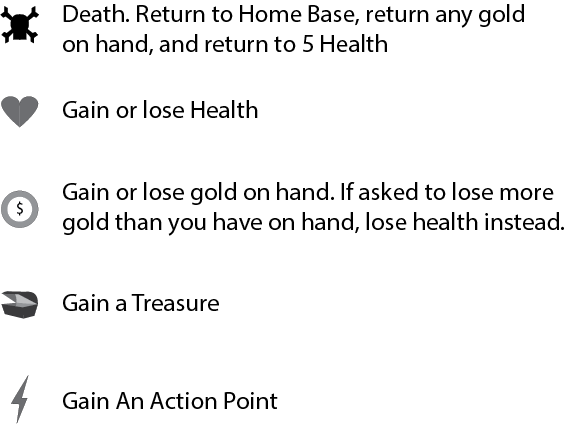 Death. Return to Home Base, return any gold
on hand, and return to 5 Health
Gain or lose Health
$
Gain or lose gold on hand. If asked to lose more
gold than you have on hand, lose health instead.
Gain a Treasure
Gain An Action Point